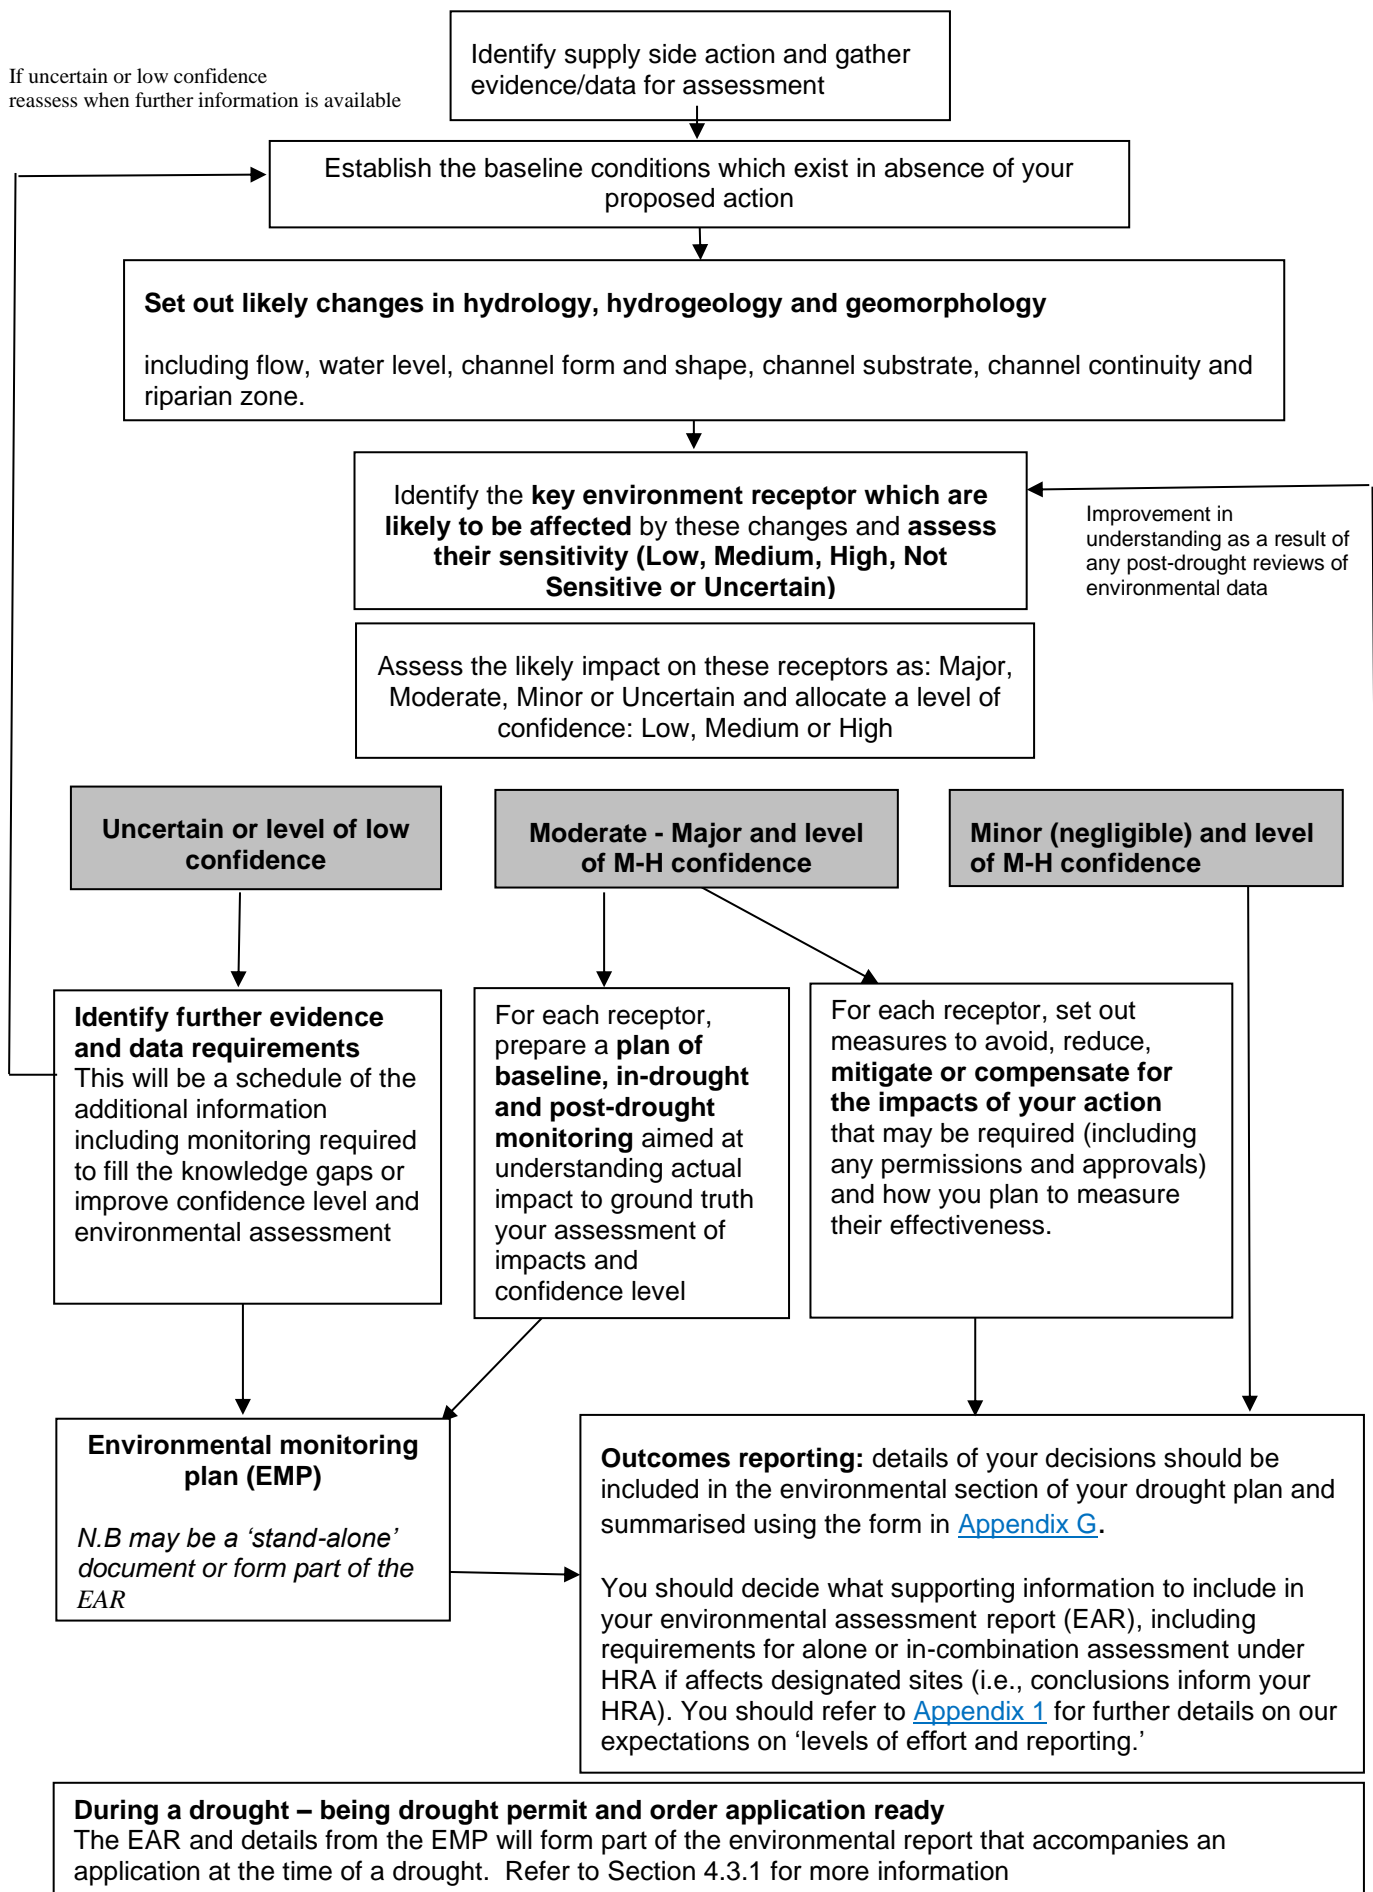 Identify supply side action and gather
evidence/data for assessment
If uncertain or low confidence
reassess when further information is available
Establish the baseline conditions which exist in absence of your
proposed action
Set out likely changes in hydrology, hydrogeology and geomorphology
including flow, water level, channel form and shape, channel substrate, channel continuity and
riparian zone.
Identify the key environment receptor which are
likely to be affected by these changes and assess
their sensitivity (Low, Medium, High, Not
Sensitive or Uncertain)
Improvement in
understanding as a result of
any post-drought reviews of
environmental data
Assess the likely impact on these receptors as: Major,
Moderate, Minor or Uncertain and allocate a level of
confidence: Low, Medium or High
Uncertain or level of low
confidence
Moderate - Major and level
of M-H confidence
Minor (negligible) and level
of M-H confidence
Identify further evidence
and data requirements
This will be a schedule of the
additional information
including monitoring required
to fill the knowledge gaps or
improve confidence level and
environmental assessment
For each receptor,
prepare a plan of
baseline, in-drought
and post-drought
monitoring aimed at
understanding actual
impact to ground truth
your assessment of
impacts and
confidence level
For each receptor, set out
measures to avoid, reduce,
mitigate or compensate for
the impacts of your action
that may be required (including
any permissions and approvals)
and how you plan to measure
their effectiveness.
Environmental monitoring
plan (EMP)
N.B may be a ‘stand-alone’
document or form part of the
EAR
Outcomes reporting: details of your decisions should be
included in the environmental section of your drought plan and
summarised using the form in Appendix G.
You should decide what supporting information to include in
your environmental assessment report (EAR), including
requirements for alone or in-combination assessment under
HRA if affects designated sites (i.e., conclusions inform your
HRA). You should refer to Appendix 1 for further details on our
expectations on ‘levels of effort and reporting.’
During a drought – being drought permit and order application ready
The EAR and details from the EMP will form part of the environmental report that accompanies an
application at the time of a drought.  Refer to Section 4.3.1 for more information